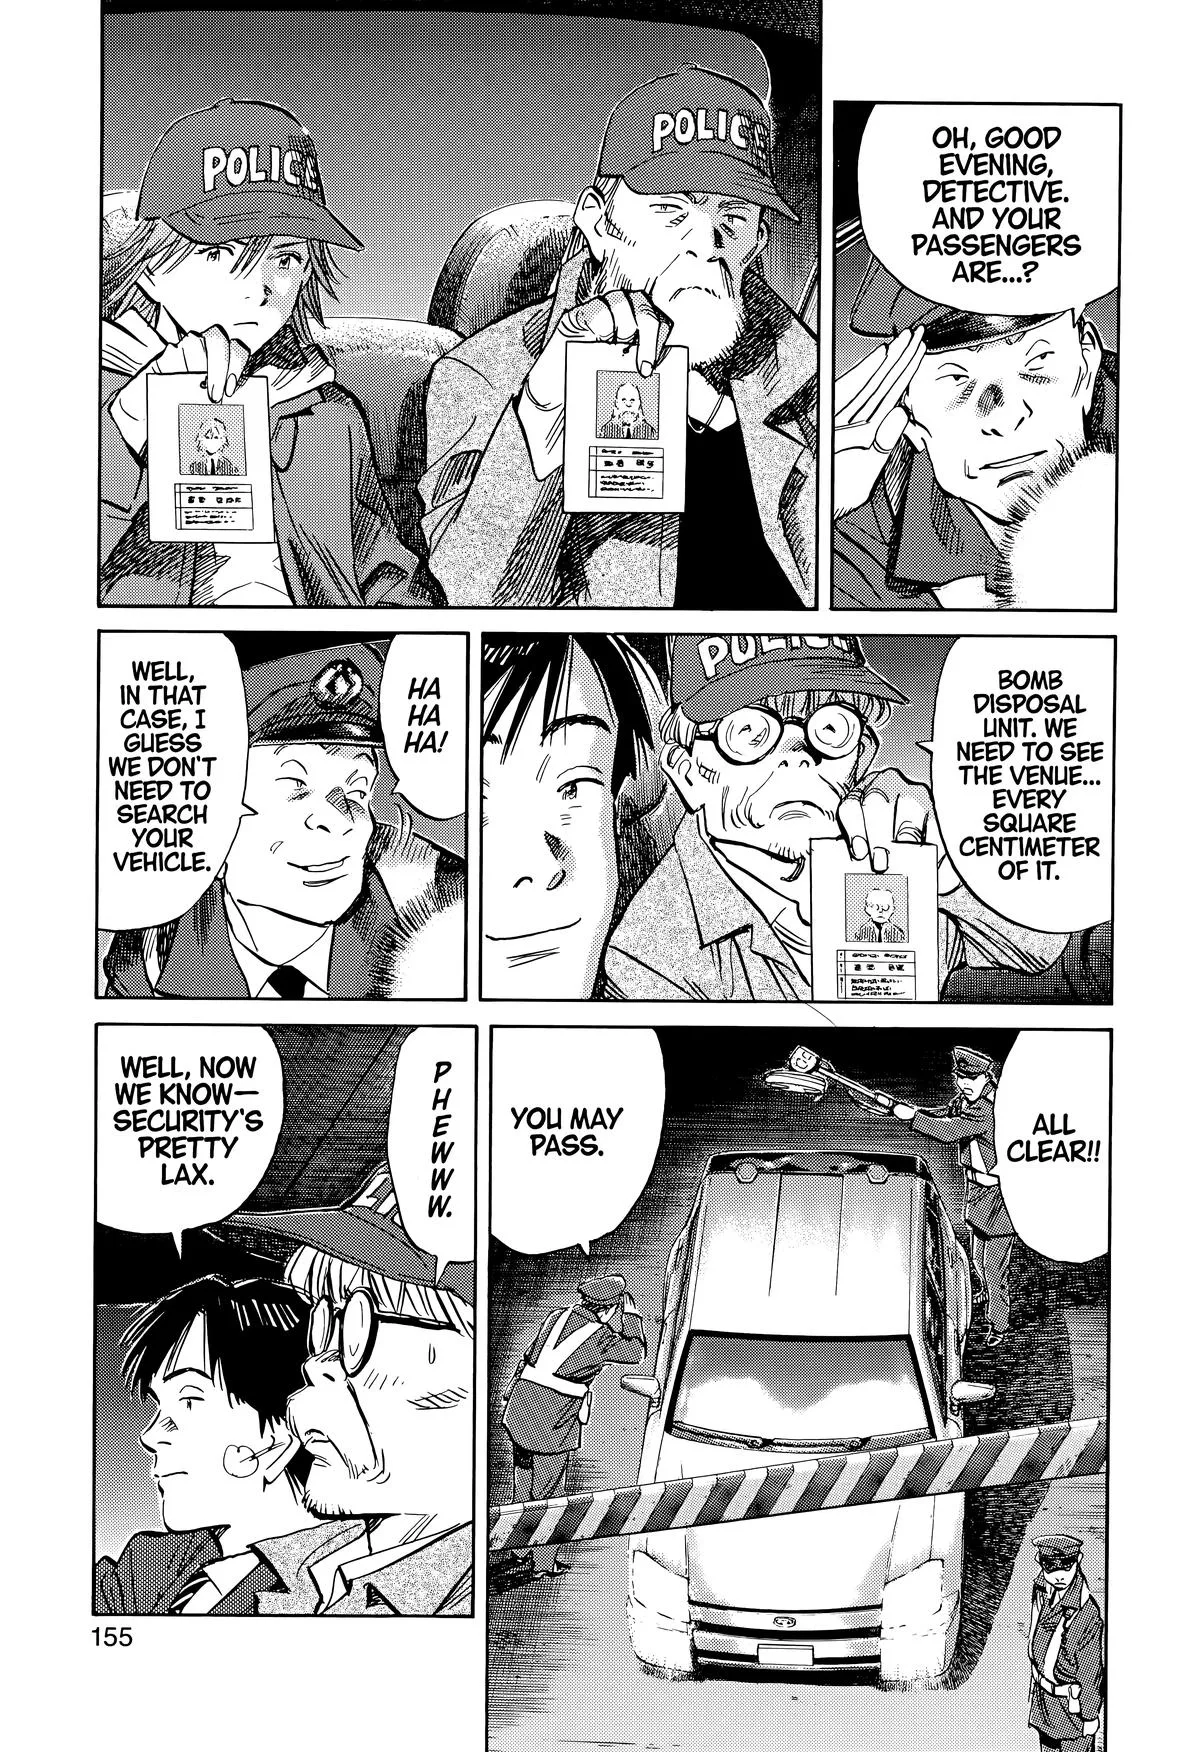 OH, GOOD
EVENING,
DETECTIVE.
AND YOUR
PASSENGERS
ARE...?
POLICE
POLICE
BOMB
DISPOSAL
UNIT. WE
NEED TO SEE
THE VENUE...
EVERY
SQUARE
CENTIMETER
OF IT.
POLICE
HA
HA
HA!
WELL,
IN THAT
CASE, I
GUESS
WE DON'T
NEED TO
SEARCH
YOUR
VEHICLE.
ALL
CLEAR!!
YOU MAY
PASS.
PHEWWW.
WELL, NOW
WE KNOW—
SECURITY'S
PRETTY
LAX.
155